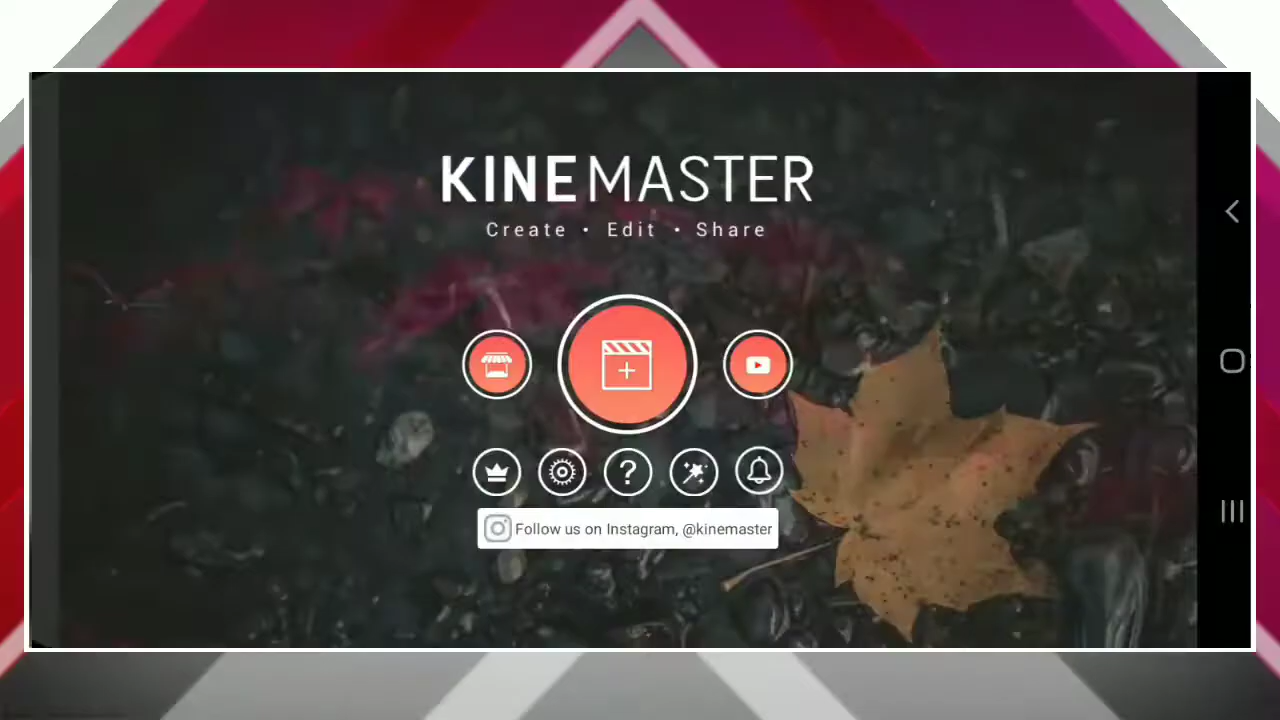 KINEMASTER
Create • Edit • Share
?
Follow us on Instagram, @kinemaster